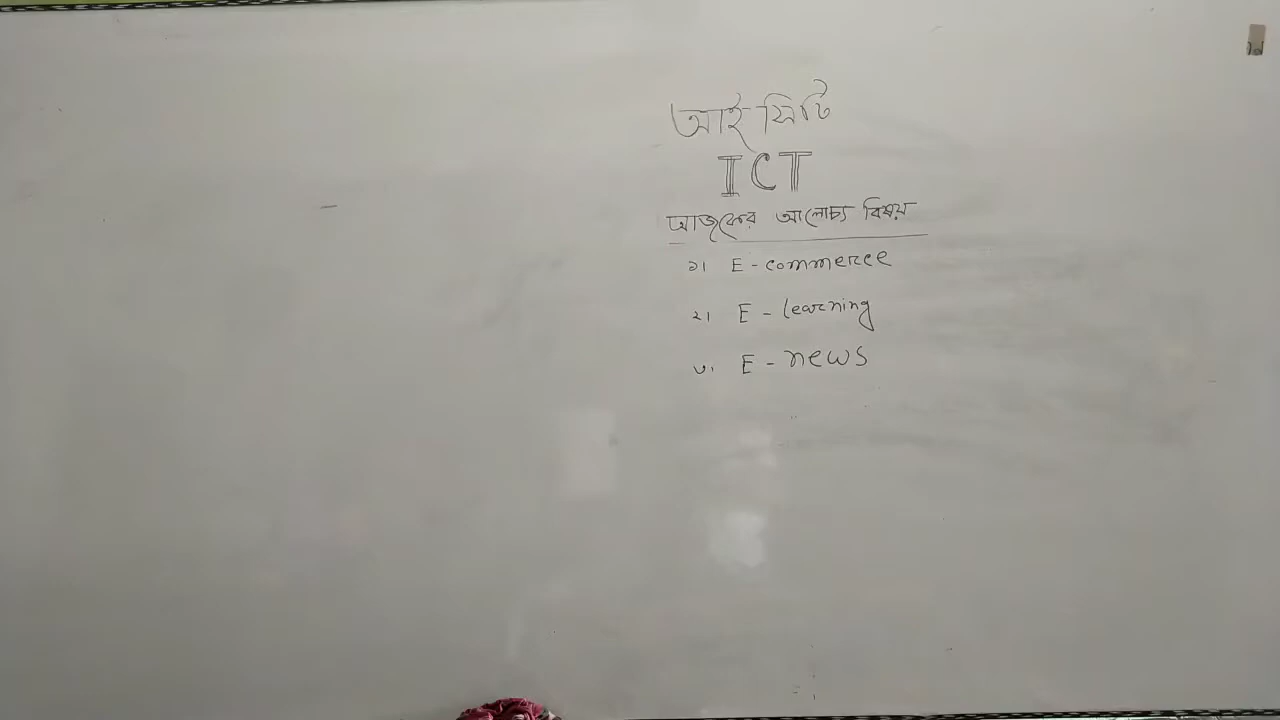 আই সিটি
ICT
আজকের আলোচ্য বিষয়
১। E-commerce
২। E - learning
৩। E - news